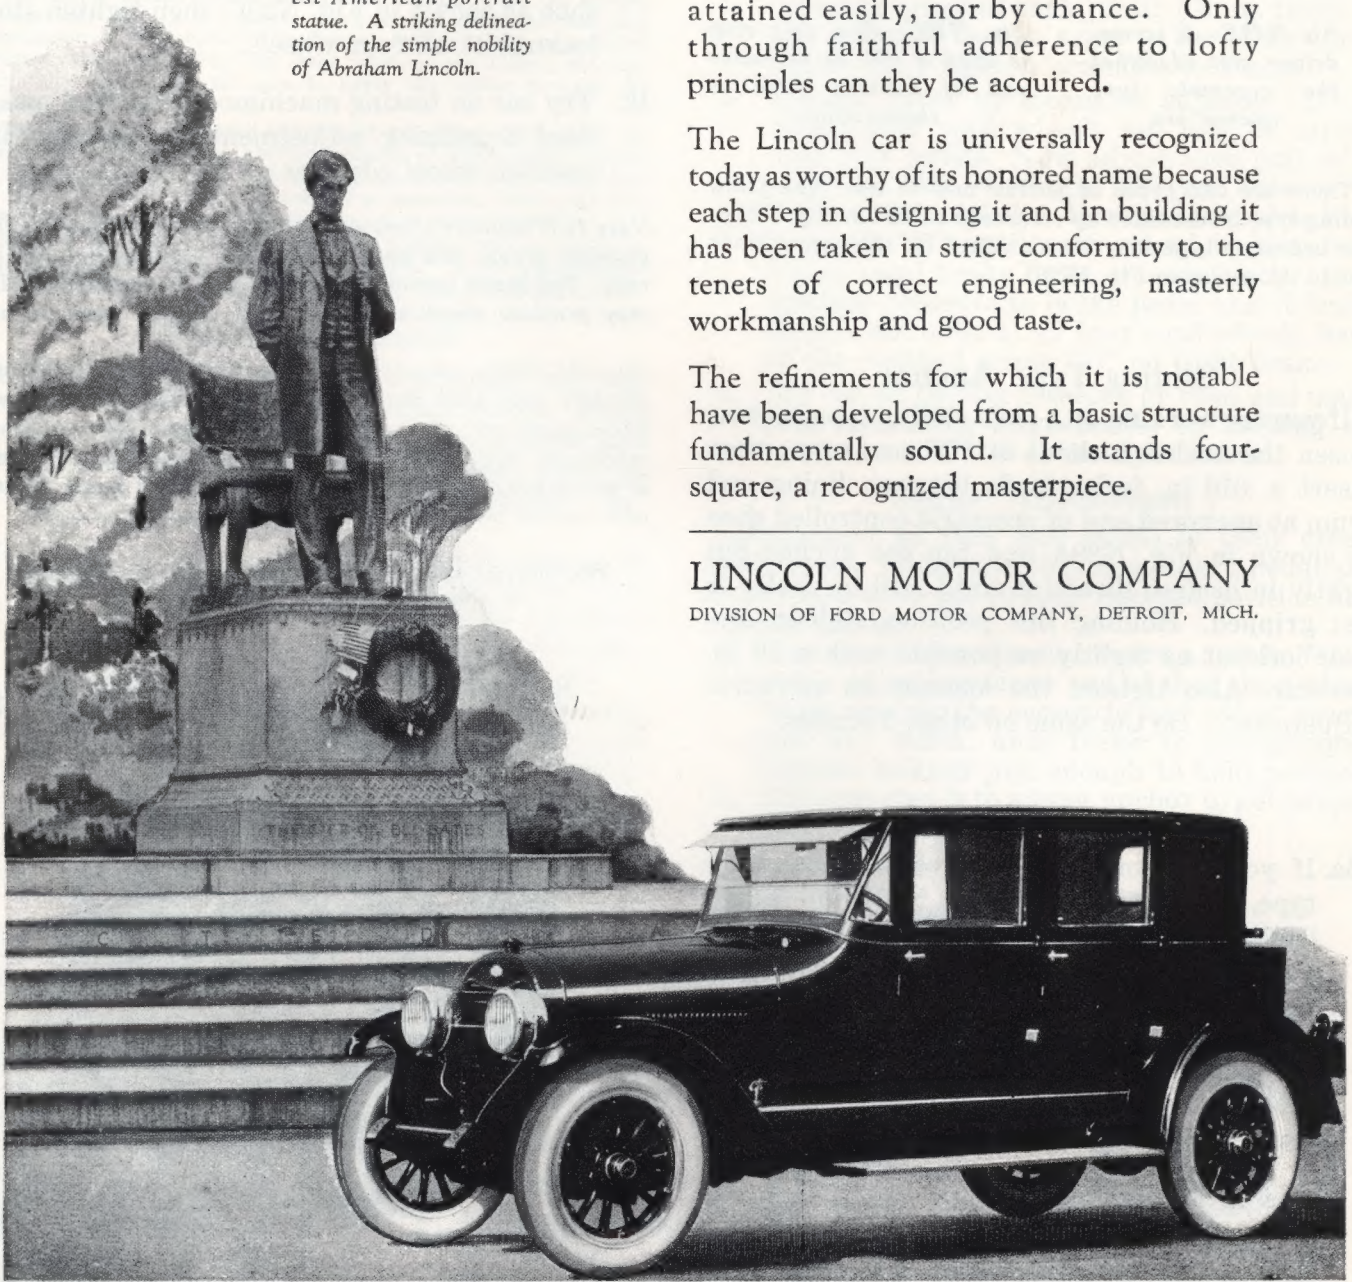 statue. A striking delinea-
tion of the simple nobility
of Abraham Lincoln.
attained easily, nor by chance. Only
through faithful adherence to lofty
principles can they be acquired.
The Lincoln car is universally recognized
today as worthy of its honored name because
each step in designing it and in building it
has been taken in strict conformity to the
tenets of correct engineering, masterly
workmanship and good taste.
The refinements for which it is notable
have been developed from a basic structure
fundamentally sound. It stands four-
square, a recognized masterpiece.
LINCOLN MOTOR COMPANY
DIVISION OF FORD MOTOR COMPANY, DETROIT, MICH.